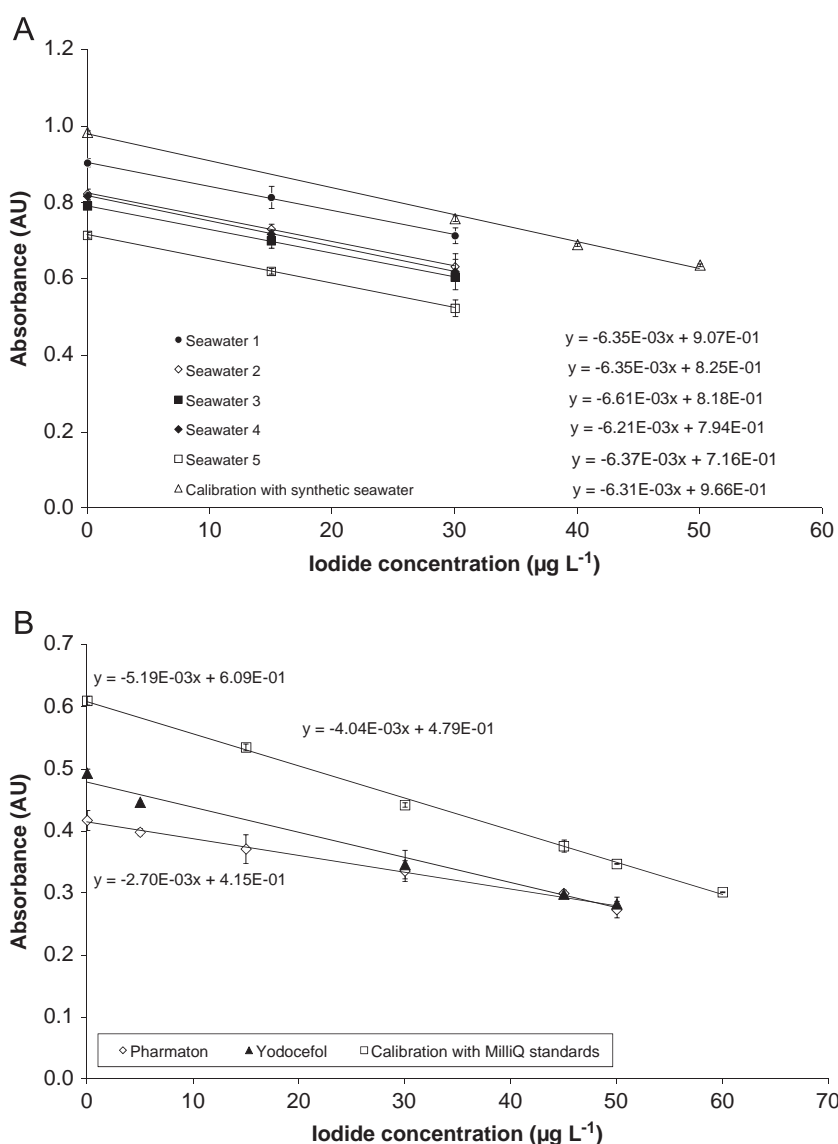 A
1.2
1.0
0.8
0.6
0.4
0.2
0.0
Absorbance (AU)
Seawater 1
y = -6.35E-03x + 9.07E-01
Seawater 2
y = -6.35E-03x + 8.25E-01
Seawater 3
y = -6.61E-03x + 8.18E-01
Seawater 4
y = -6.21E-03x + 7.94E-01
Seawater 5
y = -6.37E-03x + 7.16E-01
Calibration with synthetic seawater
y = -6.31E-03x + 9.66E-01
0 10 20 30 40 50 60
Iodide concentration (µg L-1)
B
0.7
0.6
0.5
0.4
0.3
0.2
0.1
0.0
Absorbance (AU)
y = -5.19E-03x + 6.09E-01
y = -4.04E-03x + 4.79E-01
y = -2.70E-03x + 4.15E-01
Pharmaton Yodocefol Calibration with MilliQ standards
0 10 20 30 40 50 60 70
Iodide concentration (µg L-1)